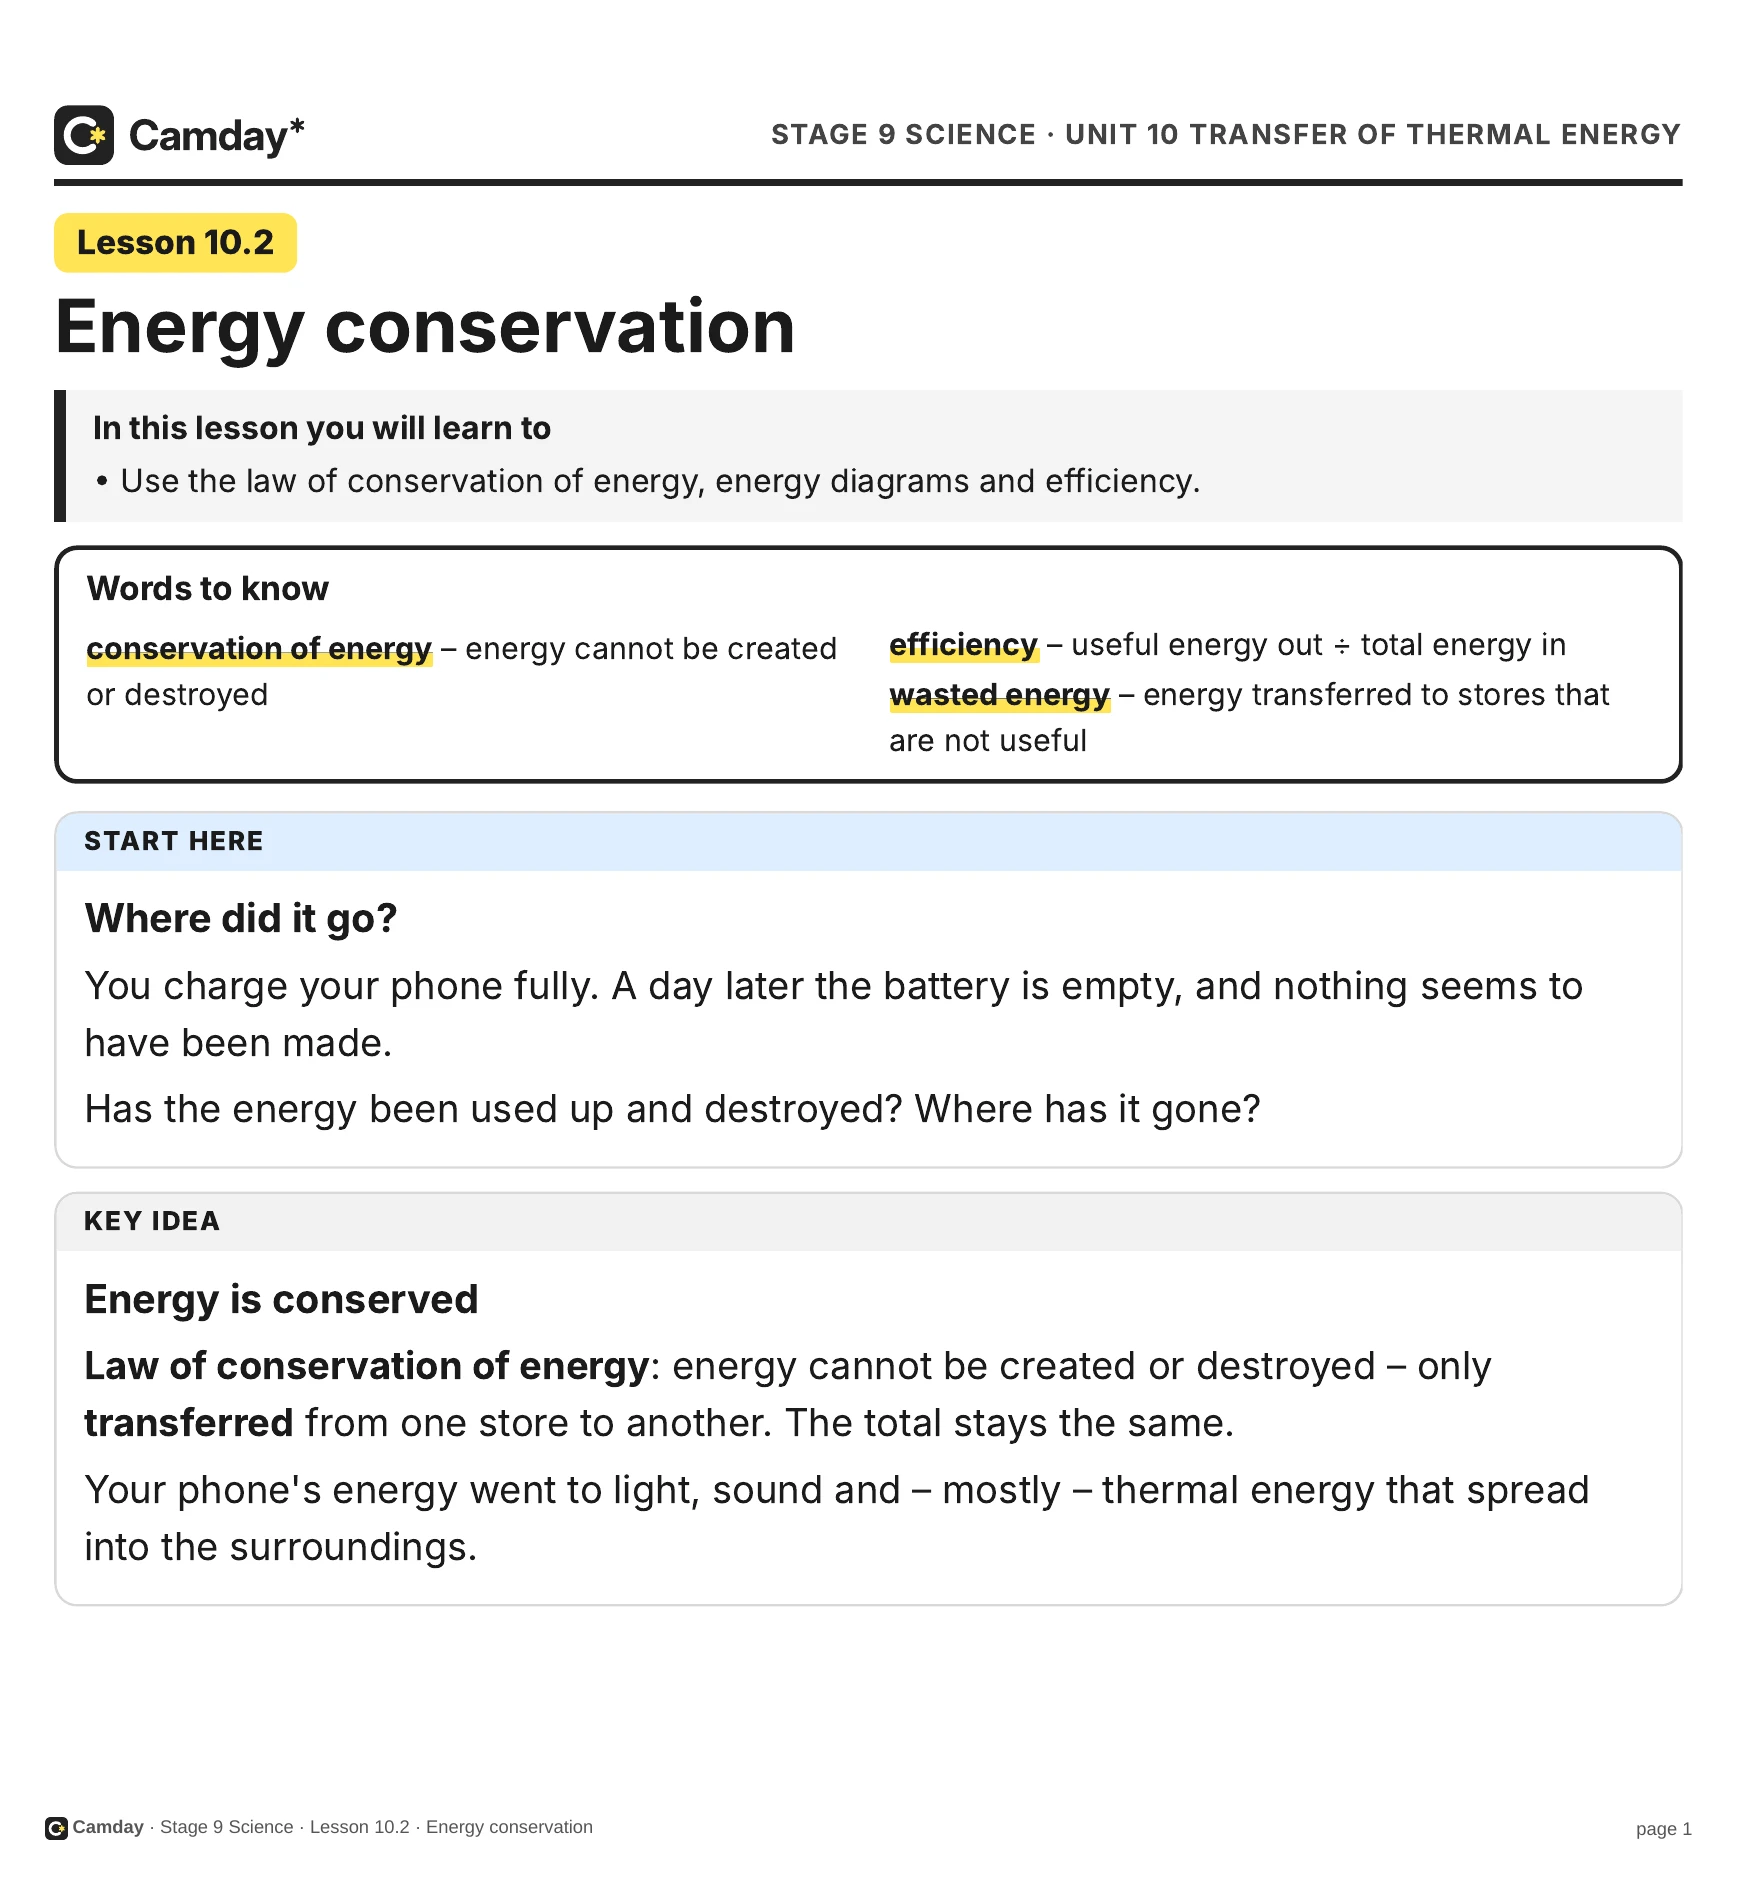 Camday*
STAGE 9 SCIENCE · UNIT 10 TRANSFER OF THERMAL ENERGY
Lesson 10.2
Energy conservation
In this lesson you will learn to
• Use the law of conservation of energy, energy diagrams and efficiency.
Words to know
conservation of energy – energy cannot be created
or destroyed
efficiency – useful energy out ÷ total energy in
wasted energy – energy transferred to stores that
are not useful
START HERE
Where did it go?
You charge your phone fully. A day later the battery is empty, and nothing seems to
have been made.
Has the energy been used up and destroyed? Where has it gone?
KEY IDEA
Energy is conserved
Law of conservation of energy: energy cannot be created or destroyed – only
transferred from one store to another. The total stays the same.
Your phone's energy went to light, sound and – mostly – thermal energy that spread
into the surroundings.
Camday · Stage 9 Science · Lesson 10.2 · Energy conservation
page 1